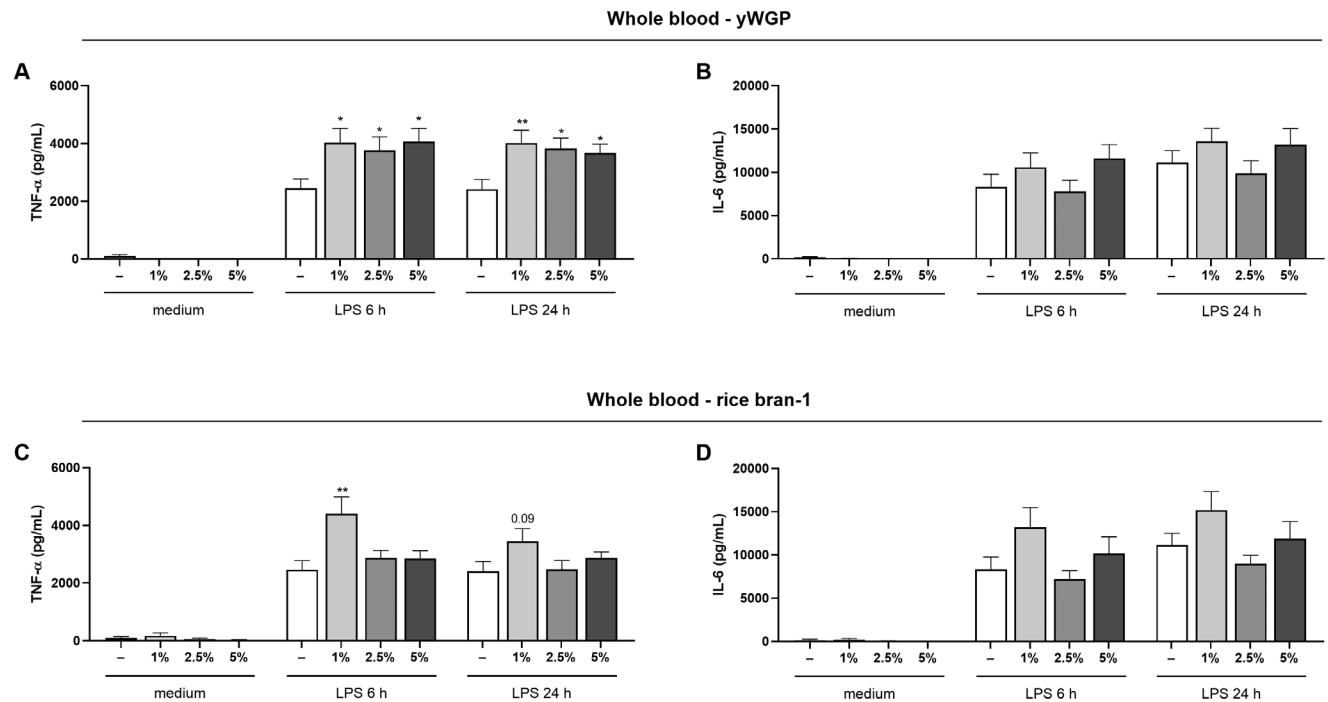 Whole blood - yWGP
A
TNF-α (pg/mL)
6000
4000
2000
0
– 1% 2.5% 5% – 1% 2.5% 5% – 1% 2.5% 5%
* * * ** * *
medium LPS 6 h LPS 24 h
B
IL-6 (pg/mL)
20000
15000
10000
5000
0
– 1% 2.5% 5% – 1% 2.5% 5% – 1% 2.5% 5%
medium LPS 6 h LPS 24 h
Whole blood - rice bran-1
C
TNF-α (pg/mL)
6000
4000
2000
0
** 0.09
– 1% 2.5% 5% – 1% 2.5% 5% – 1% 2.5% 5%
medium LPS 6 h LPS 24 h
D
IL-6 (pg/mL)
20000
15000
10000
5000
0
– 1% 2.5% 5% – 1% 2.5% 5% – 1% 2.5% 5%
medium LPS 6 h LPS 24 h